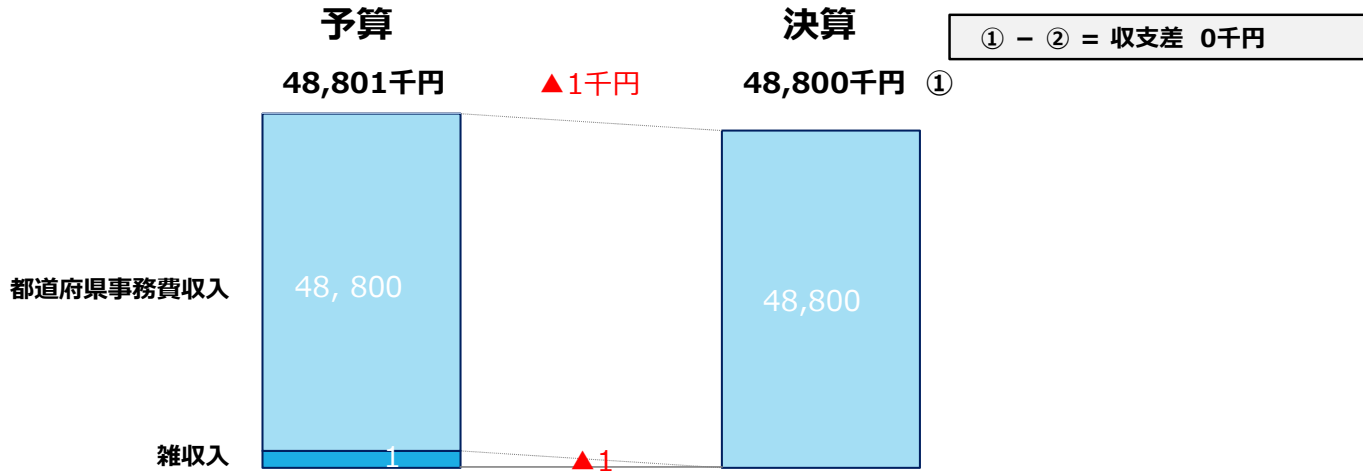 予算
決算
① － ② = 収支差 0千円
48,801千円
▲1千円
48,800千円 ①
都道府県事務費収入
48, 800
48,800
雑収入
1
▲1